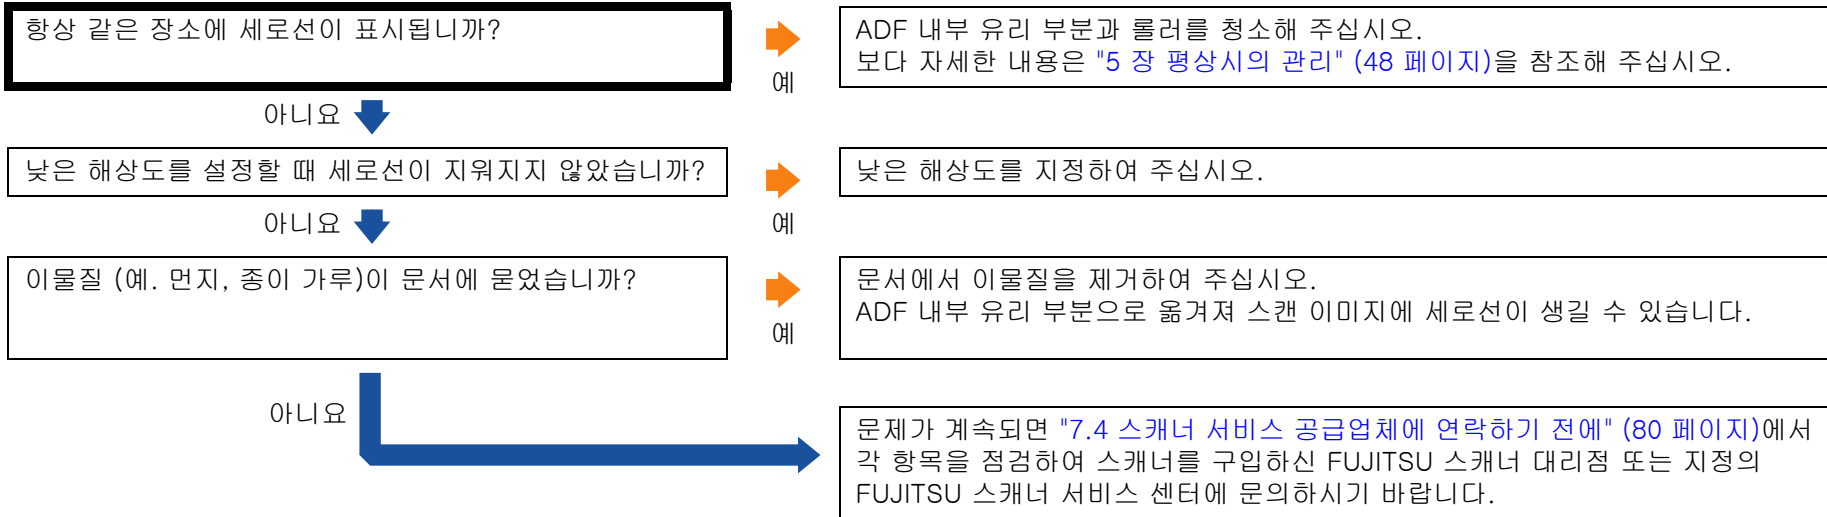 항상 같은 장소에 세로선이 표시됩니까?
예
ADF 내부 유리 부분과 롤러를 청소해 주십시오.
보다 자세한 내용은 "5 장 평상시의 관리" (48 페이지)을 참조해 주십시오.
아니요
낮은 해상도를 설정할 때 세로선이 지워지지 않았습니까?
예
낮은 해상도를 지정하여 주십시오.
아니요
이물질 (예. 먼지, 종이 가루)이 문서에 묻었습니까?
예
문서에서 이물질을 제거하여 주십시오.
ADF 내부 유리 부분으로 옮겨져 스캔 이미지에 세로선이 생길 수 있습니다.
아니요
문제가 계속되면 "7.4 스캐너 서비스 공급업체에 연락하기 전에" (80 페이지)에서
각 항목을 점검하여 스캐너를 구입하신 FUJITSU 스캐너 대리점 또는 지정의
FUJITSU 스캐너 서비스 센터에 문의하시기 바랍니다.